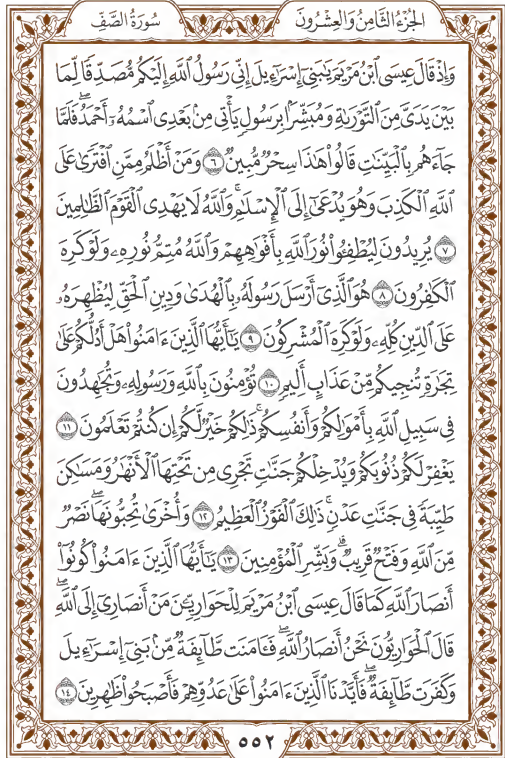 الجُزْءُ الثَّامِنُ وَالعِشْرُونَ
سُورَةُ الصَّفِّ
وَإِذْ قَالَ عِيسَى ٱبْنُ مَرْيَمَ يَٰبَنِىٓ إِسْرَٰٓءِيلَ إِنِّى رَسُولُ ٱللَّهِ إِلَيْكُم مُّصَدِّقًا لِّمَا
بَيْنَ يَدَىَّ مِنَ ٱلتَّوْرَىٰةِ وَمُبَشِّرًۢا بِرَسُولٍ يَأْتِى مِنۢ بَعْدِى ٱسْمُهُۥٓ أَحْمَدُ ۖ فَلَمَّا
جَآءَهُم بِٱلْبَيِّنَٰتِ قَالُوا۟ هَٰذَا سِحْرٌ مُّبِينٌ ٦ وَمَنْ أَظْلَمُ مِمَّنِ ٱفْتَرَىٰ عَلَى
ٱللَّهِ ٱلْكَذِبَ وَهُوَ يُدْعَىٰٓ إِلَى ٱلْإِسْلَٰمِ ۚ وَٱللَّهُ لَا يَهْدِى ٱلْقَوْمَ ٱلظَّٰلِمِينَ
٧ يُرِيدُونَ لِيُطْفِـُٔوا۟ نُورَ ٱللَّهِ بِأَفْوَٰهِهِمْ وَٱللَّهُ مُتِمُّ نُورِهِۦ وَلَوْ كَرِهَ
ٱلْكَٰفِرُونَ ٨ هُوَ ٱلَّذِىٓ أَرْسَلَ رَسُولَهُۥ بِٱلْهُدَىٰ وَدِينِ ٱلْحَقِّ لِيُظْهِرَهُۥ
عَلَى ٱلدِّينِ كُلِّهِۦ وَلَوْ كَرِهَ ٱلْمُشْرِكُونَ ٩ يَٰٓأَيُّهَا ٱلَّذِينَ ءَامَنُوا۟ هَلْ أَدُلُّكُمْ عَلَىٰ
تِجَٰرَةٍ تُنجِيكُم مِّنْ عَذَابٍ أَلِيمٍ ١٠ تُؤْمِنُونَ بِٱللَّهِ وَرَسُولِهِۦ وَتُجَٰهِدُونَ
فِى سَبِيلِ ٱللَّهِ بِأَمْوَٰلِكُمْ وَأَنفُسِكُمْ ۚ ذَٰلِكُمْ خَيْرٌ لَّكُمْ إِن كُنتُمْ تَعْلَمُونَ ١١
يَغْفِرْ لَكُمْ ذُنُوبَكُمْ وَيُدْخِلْكُمْ جَنَّٰتٍ تَجْرِى مِن تَحْتِهَا ٱلْأَنْهَٰرُ وَمَسَٰكِنَ
طَيِّبَةً فِى جَنَّٰتِ عَدْنٍ ۚ ذَٰلِكَ ٱلْفَوْزُ ٱلْعَظِيمُ ١٢ وَأُخْرَىٰ تُحِبُّونَهَا ۖ نَصْرٌ
مِّنَ ٱللَّهِ وَفَتْحٌ قَرِيبٌ ۗ وَبَشِّرِ ٱلْمُؤْمِنِينَ ١٣ يَٰٓأَيُّهَا ٱلَّذِينَ ءَامَنُوا۟ كُونُوٓا۟
أَنصَارَ ٱللَّهِ كَمَا قَالَ عِيسَى ٱبْنُ مَرْيَمَ لِلْحَوَارِيِّـۧنَ مَنْ أَنصَارِىٓ إِلَى ٱللَّهِ ۖ
قَالَ ٱلْحَوَارِيُّونَ نَحْنُ أَنصَارُ ٱللَّهِ ۖ فَـَٔامَنَت طَّآئِفَةٌ مِّنۢ بَنِىٓ إِسْرَٰٓءِيلَ
وَكَفَرَت طَّآئِفَةٌ ۖ فَأَيَّدْنَا ٱلَّذِينَ ءَامَنُوا۟ عَلَىٰ عَدُوِّهِمْ فَأَصْبَحُوا۟ ظَٰهِرِينَ ١٤
٥٥٢